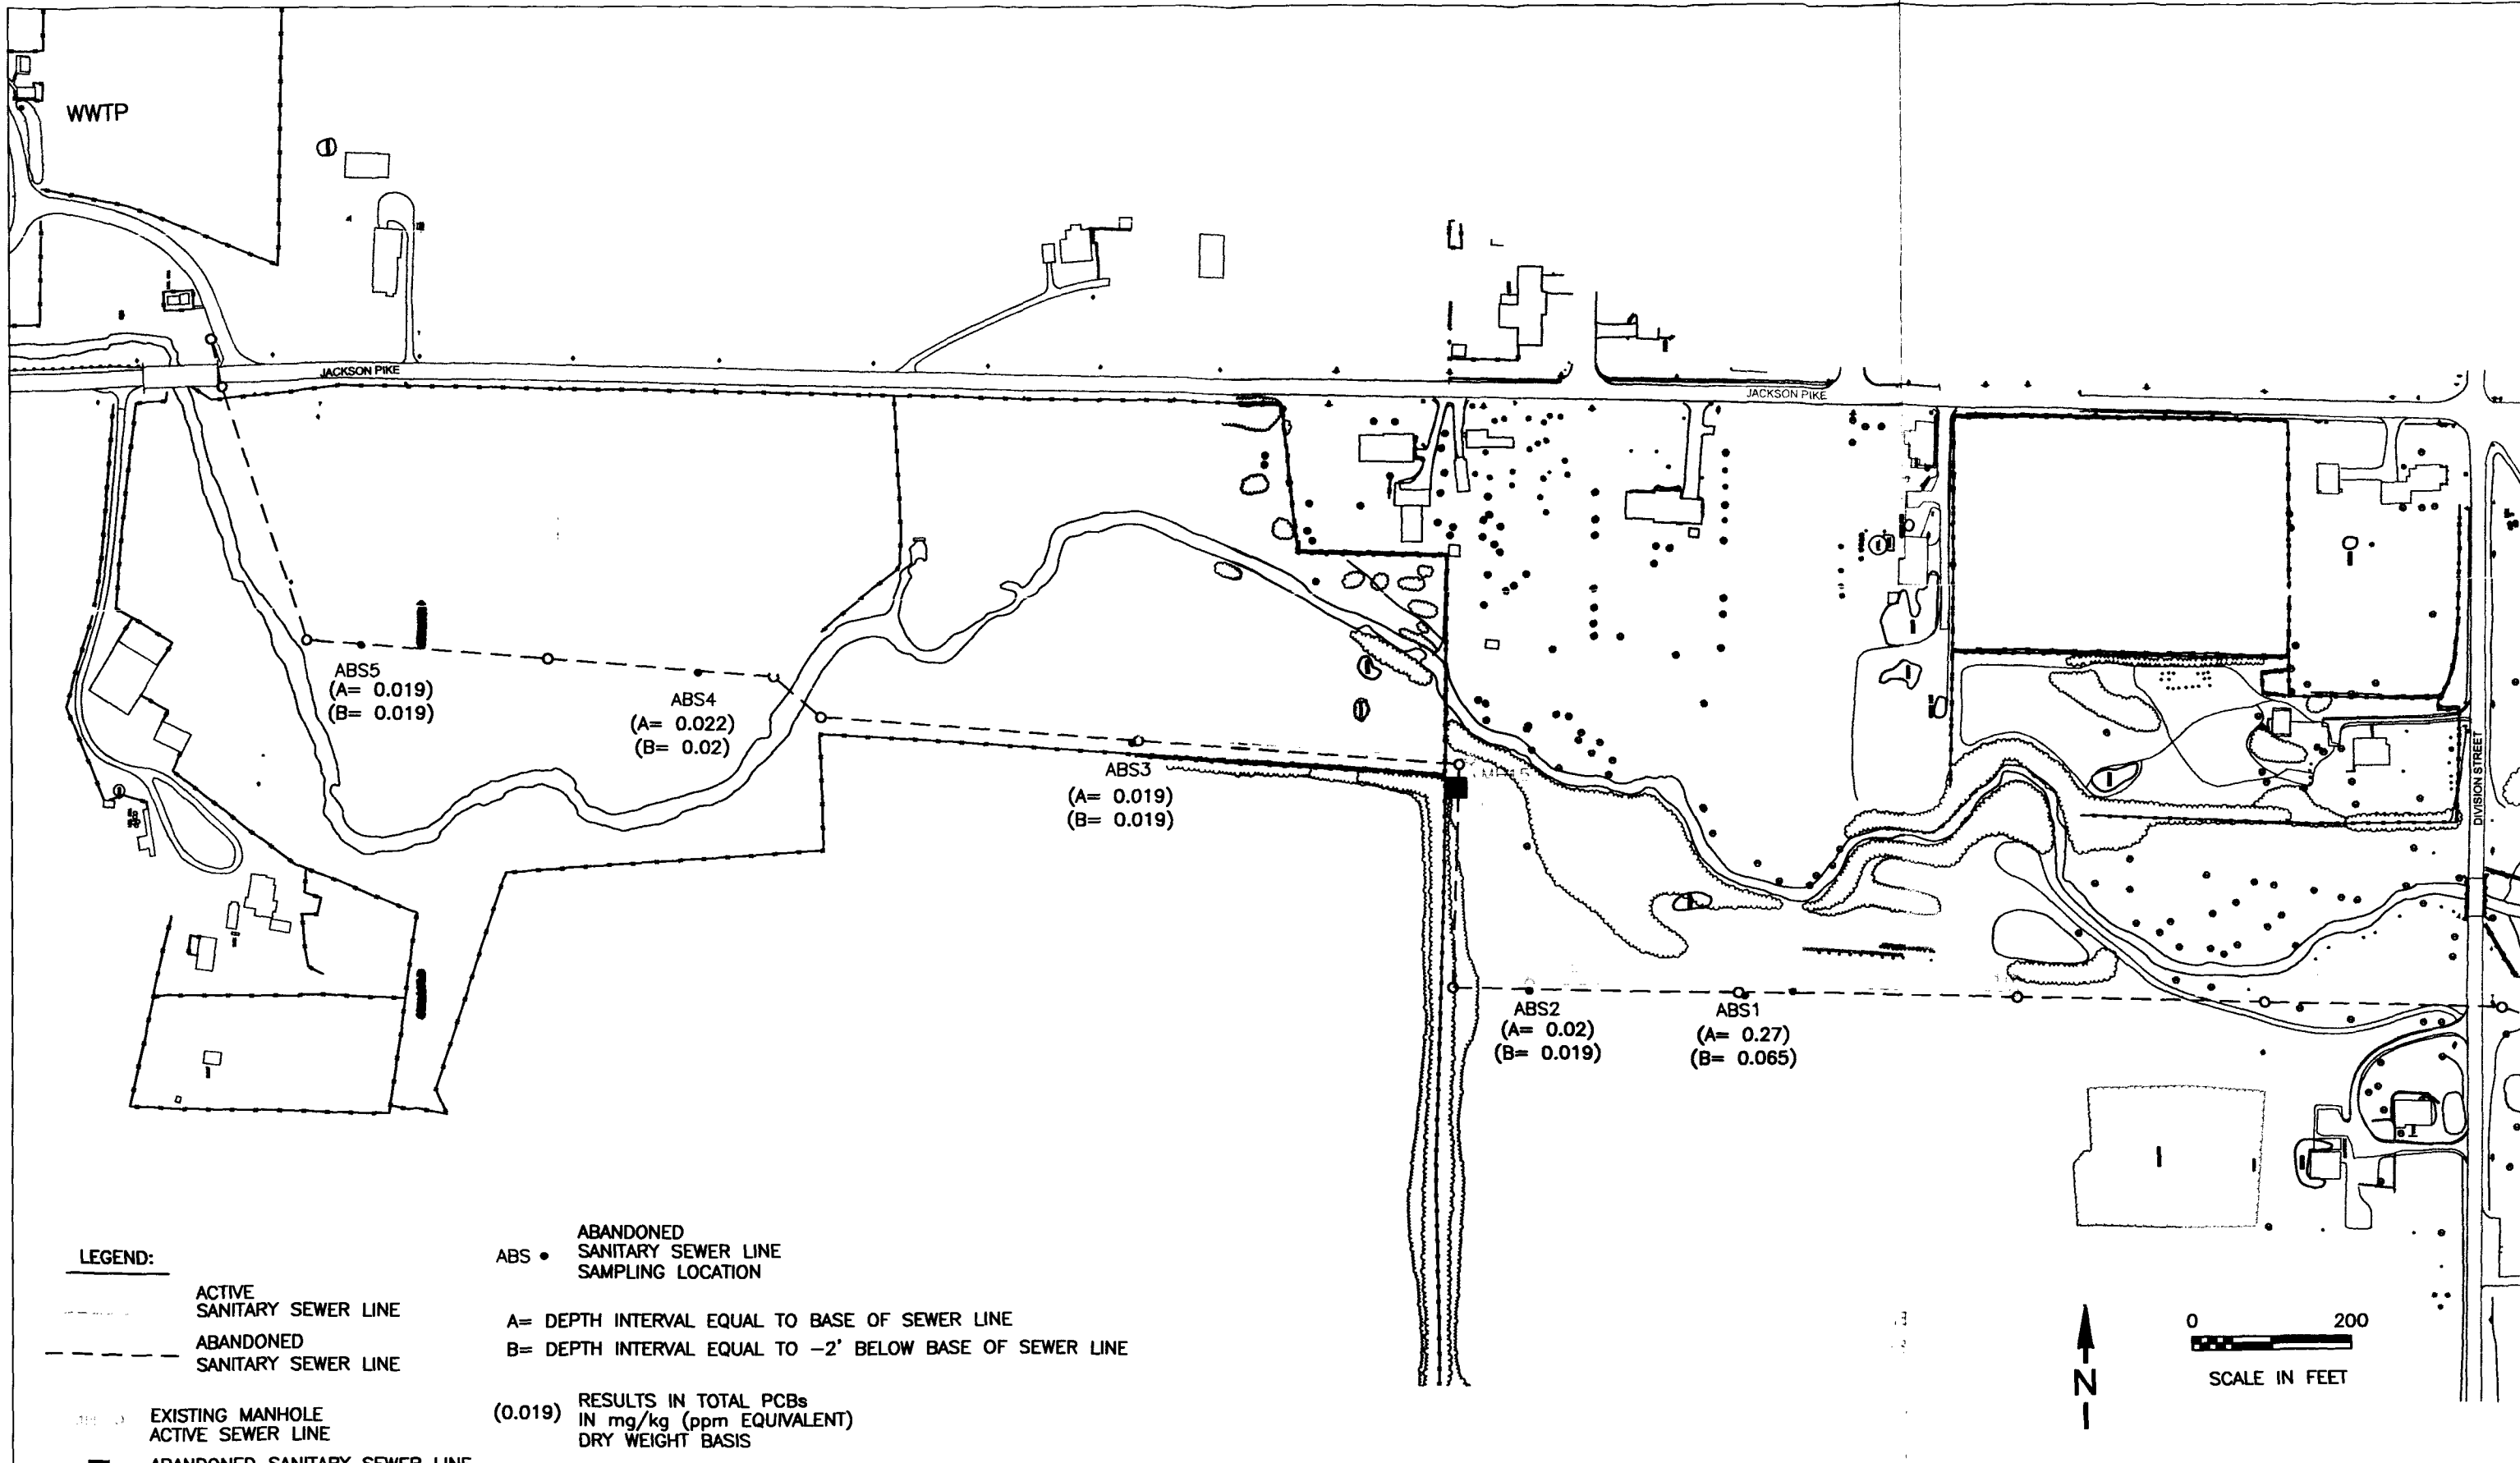 WWTP
JACKSON PIKE
JACKSON PIKE
DIVISION STREET
ABS5
(A= 0.019)
(B= 0.019)
ABS4
(A= 0.022)
(B= 0.02)
ABS3
(A= 0.019)
(B= 0.019)
ABS2
(A= 0.02)
(B= 0.019)
ABS1
(A= 0.27)
(B= 0.065)
LEGEND:
ACTIVE
SANITARY SEWER LINE
ABANDONED
SANITARY SEWER LINE
EXISTING MANHOLE
ACTIVE SEWER LINE
ABANDONED SANITARY SEWER LINE
ABS
ABANDONED
SANITARY SEWER LINE
SAMPLING LOCATION
A= DEPTH INTERVAL EQUAL TO BASE OF SEWER LINE
B= DEPTH INTERVAL EQUAL TO -2' BELOW BASE OF SEWER LINE
(0.019)
RESULTS IN TOTAL PCBs
IN mg/kg (ppm EQUIVALENT)
DRY WEIGHT BASIS
N
0 200
SCALE IN FEET